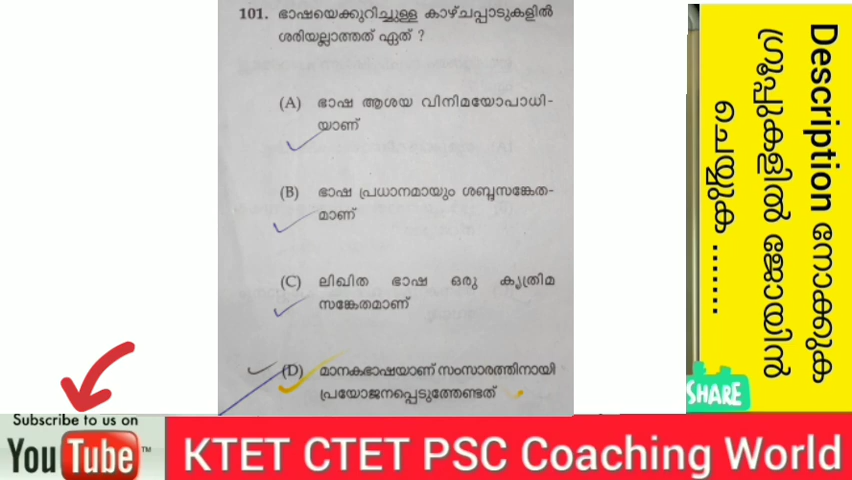 101. ഭാഷയെക്കുറിച്ചുള്ള കാഴ്ചപ്പാടുകളിൽ
ശരിയല്ലാത്തത് ഏത് ?
(A) ഭാഷ ആശയ വിനിമയോപാധി-
യാണ്
(B) ഭാഷ പ്രധാനമായും ശബ്ദസങ്കേത-
മാണ്
(C) ലിഖിത ഭാഷ ഒരു കൃത്രിമ
സങ്കേതമാണ്
(D) മാനകഭാഷയാണ് സംസാരത്തിനായി
പ്രയോജനപ്പെടുത്തേണ്ടത്
Description നോക്കുക
ഗ്രൂപ്പുകളിൽ ജോയിൻ
ചെയ്യുക ........
SHARE
Subscribe to us on
YouTube™
KTET CTET PSC Coaching World